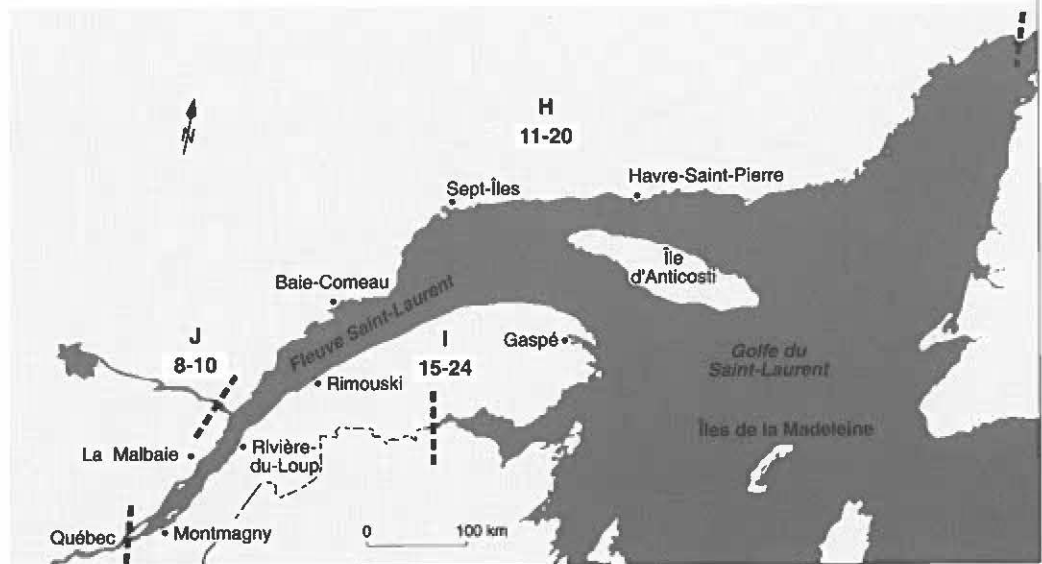 N
H
11-20
Sept-Îles
Havre-Saint-Pierre
Île
d'Anticosti
Baie-Comeau
Fleuve Saint-Laurent
J
8-10
I
15-24
Gaspé
Golfe du
Saint-Laurent
Rimouski
Îles de la Madeleine
La Malbaie
Rivière-
du-Loup
Québec
Montmagny
0 100 km